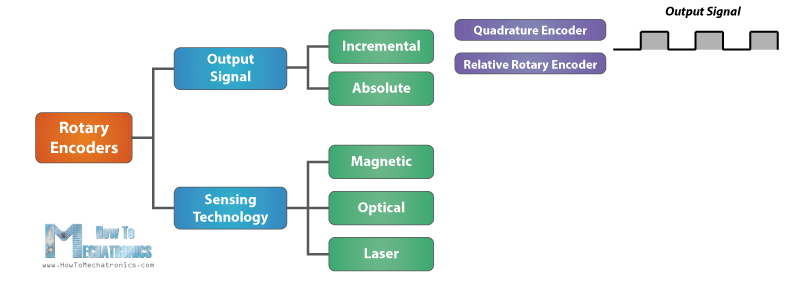 Output Signal
Quadrature Encoder
Incremental
Output
Signal
Relative Rotary Encoder
Absolute
Rotary
Encoders
Magnetic
Sensing
Technology
Optical
Laser
How To
MECHATRONICS
www.HowToMechatronics.com